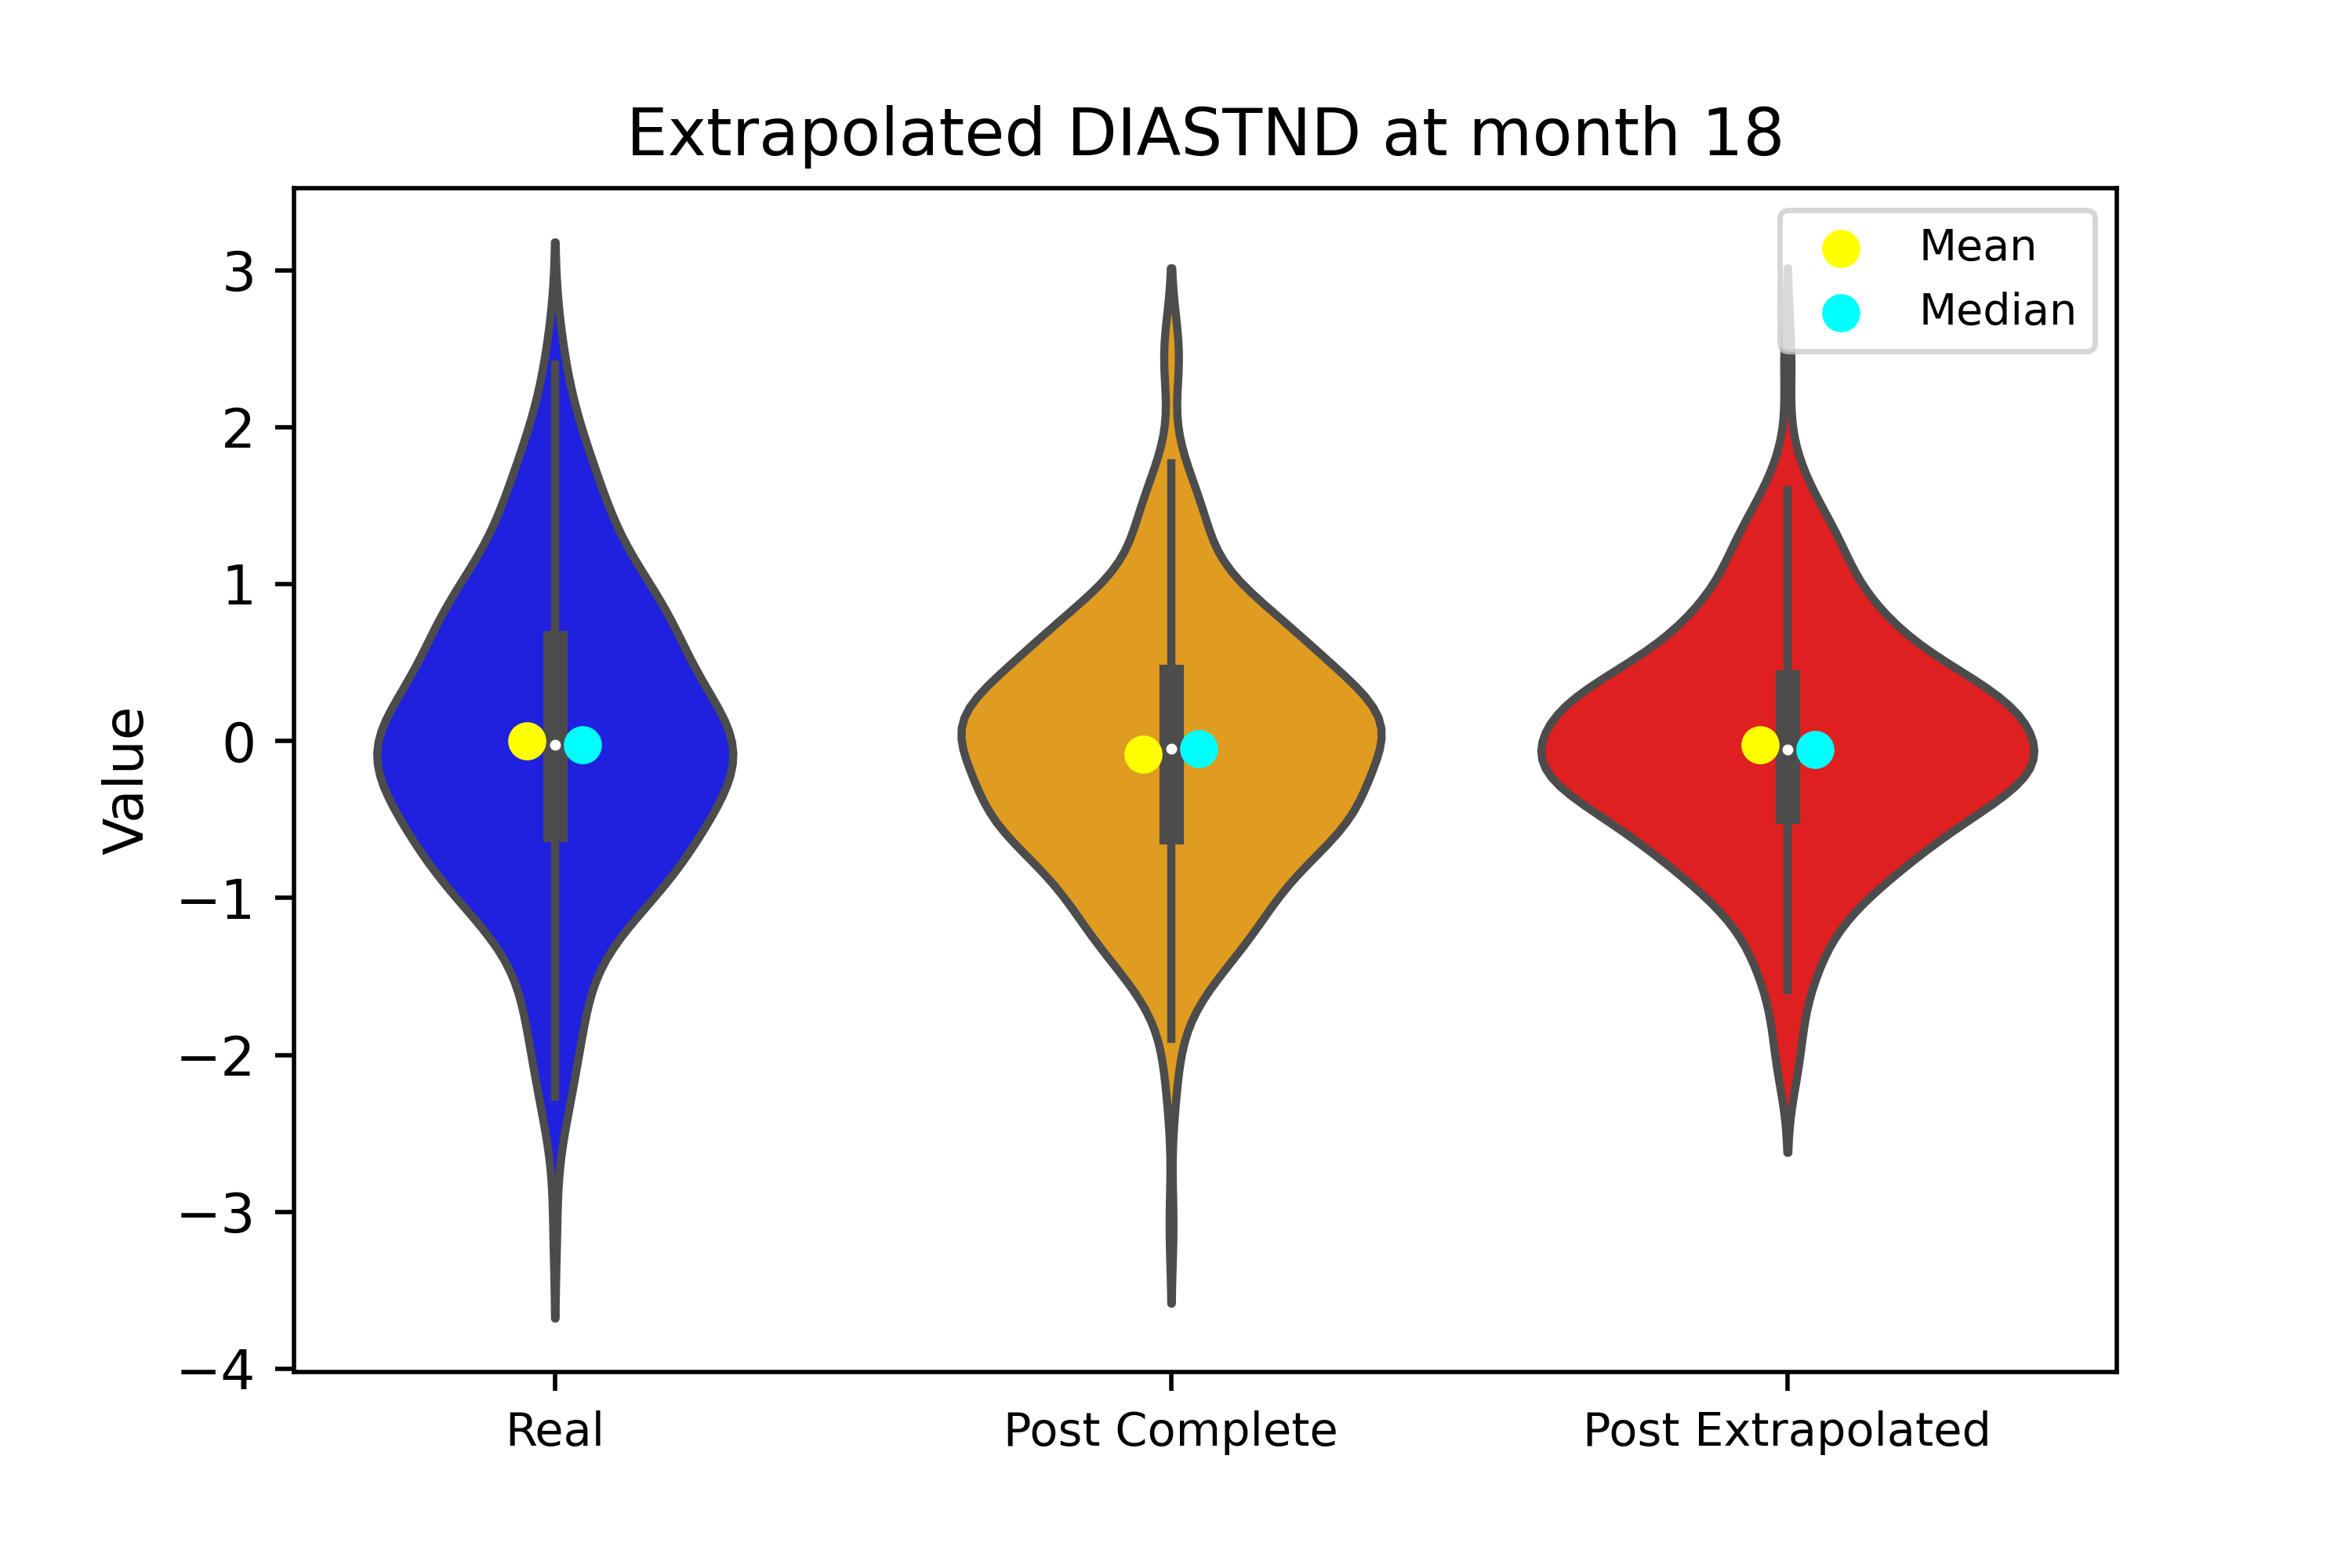 Extrapolated DIASTND at month 18
Mean
Median
Value
3
2
1
0
−1
−2
−3
−4
Real
Post Complete
Post Extrapolated